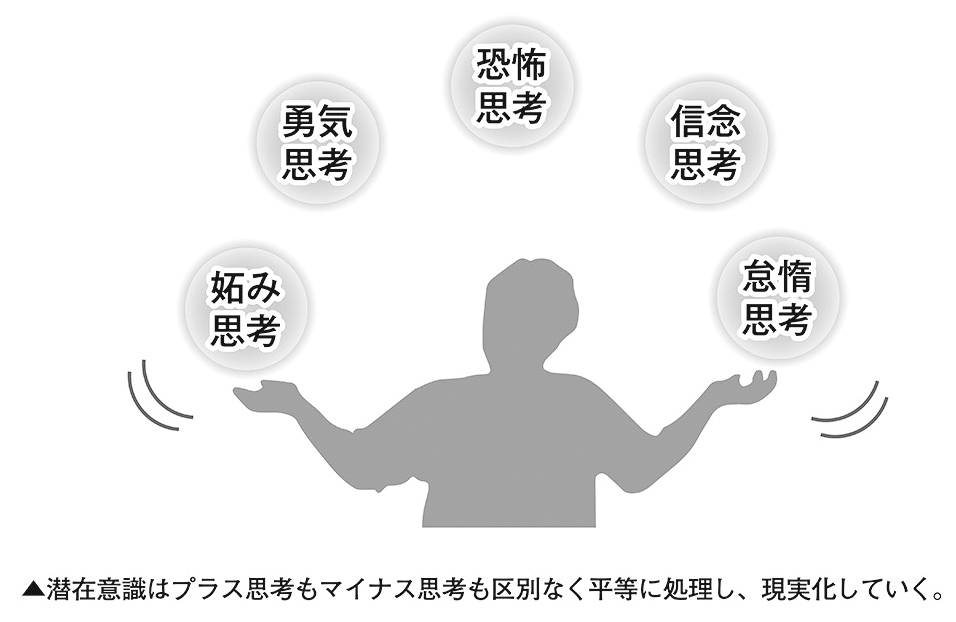 恐怖
思考
勇気
思考
信念
思考
妬み
思考
怠惰
思考
▲潜在意識はプラス思考もマイナス思考も区別なく平等に処理し、現実化していく。